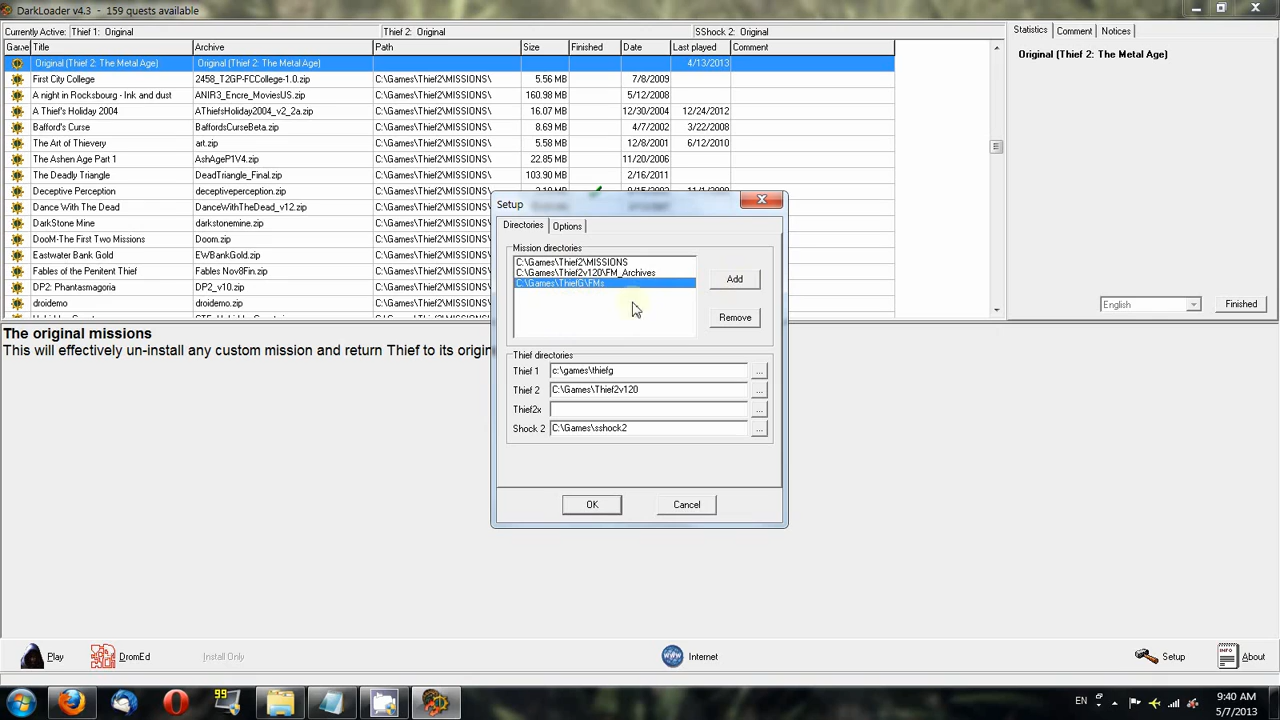 DarkLoader v4.3 - 159 quests available
Currently Active: Thief 1: Original Thief 2: Original SShock 2: Original
Game Title Archive Path Size Finished Date Last played Comment
Original (Thief 2: The Metal Age) Original (Thief 2: The Metal Age) 4/13/2013
First City College 2458_T2GP-FCCollege-1.0.zip C:\Games\Thief2\MISSIONS\ 5.56 MB 7/8/2009
A night in Rocksbourg - Ink and dust ANIR3_Encre_MoviesUS.zip C:\Games\Thief2\MISSIONS\ 160.98 MB 5/12/2008
A Thief's Holiday 2004 AThiefsHoliday2004_v2_2a.zip C:\Games\Thief2\MISSIONS\ 16.07 MB 12/30/2004 12/24/2012
Bafford's Curse BaffordsCurseBeta.zip C:\Games\Thief2\MISSIONS\ 8.69 MB 4/7/2002 3/22/2008
The Art of Thievery art.zip C:\Games\Thief2\MISSIONS\ 5.58 MB 12/8/2001 6/12/2010
The Ashen Age Part 1 AshAgeP1V4.zip C:\Games\Thief2\MISSIONS\ 22.85 MB 11/20/2006
The Deadly Triangle DeadTriangle_Final.zip C:\Games\Thief2\MISSIONS\ 103.90 MB 2/16/2011
Deceptive Perception deceptiveperception.zip C:\Games\Thief2\MISSIONS\
Dance With The Dead DanceWithTheDead_v12.zip C:\Games\Thief2\MISSIONS\
DarkStone Mine darkstonemine.zip C:\Games\Thief2\MISSIONS\
DooM-The First Two Missions Doom.zip C:\Games\Thief2\MISSIONS\
Eastwater Bank EWBankGold.zip C:\Games\Thief2\MISSIONS\
Fables of the Penitent Thief Fables Nov8Fin.zip C:\Games\Thief2\MISSIONS\
DP2: Phantasmagoria DP2_v10.zip C:\Games\Thief2\MISSIONS\
droidemo droidemo.zip C:\Games\Thief2\MISSIONS\
Statistics Comment Notices
Original (Thief 2: The Metal Age)
English Finished
The original missions
This will effectively un-install any custom mission and return Thief to its origin
Setup
Directories Options
Mission directories
C:\Games\Thief2\MISSIONS
C:\Games\Thief2v120\FM_Archives
C:\Games\ThiefG\FMs
Add
Remove
Thief directories
Thief 1 c:\games\thiefg ...
Thief 2 C:\Games\Thief2v120 ...
Thief2x ...
Shock 2 C:\Games\sshock2 ...
OK Cancel
Play DromEd Install Only Internet Setup About
99 EN 9:40 AM
5/7/2013